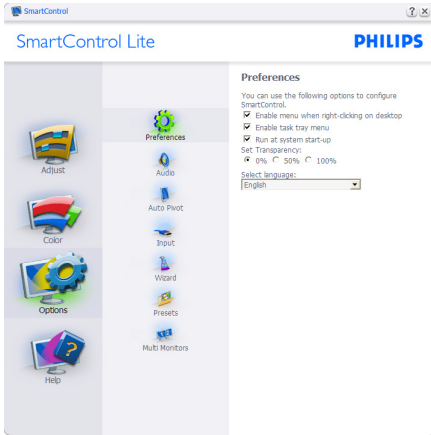 SmartControl
SmartControl Lite
PHILIPS
Adjust
Color
Options
Help
Preferences
Audio
Auto Pivot
Input
Wizard
Presets
Multi Monitors
Preferences
You can use the following options to configure
SmartControl.
Enable menu when right-clicking on desktop
Enable task tray menu
Run at system start-up
Set Transparency:
0% 50% 100%
Select language:
English